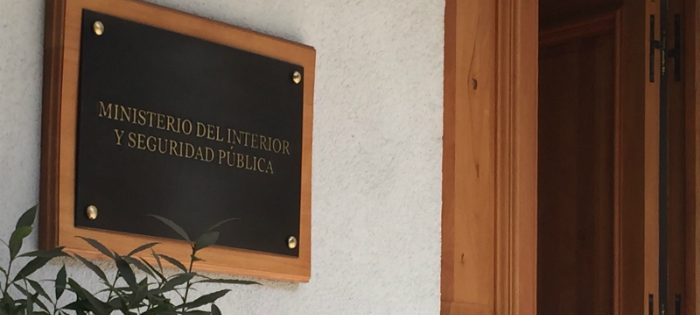 MINISTERIO DEL INTERIOR
Y SEGURIDAD PÚBLICA